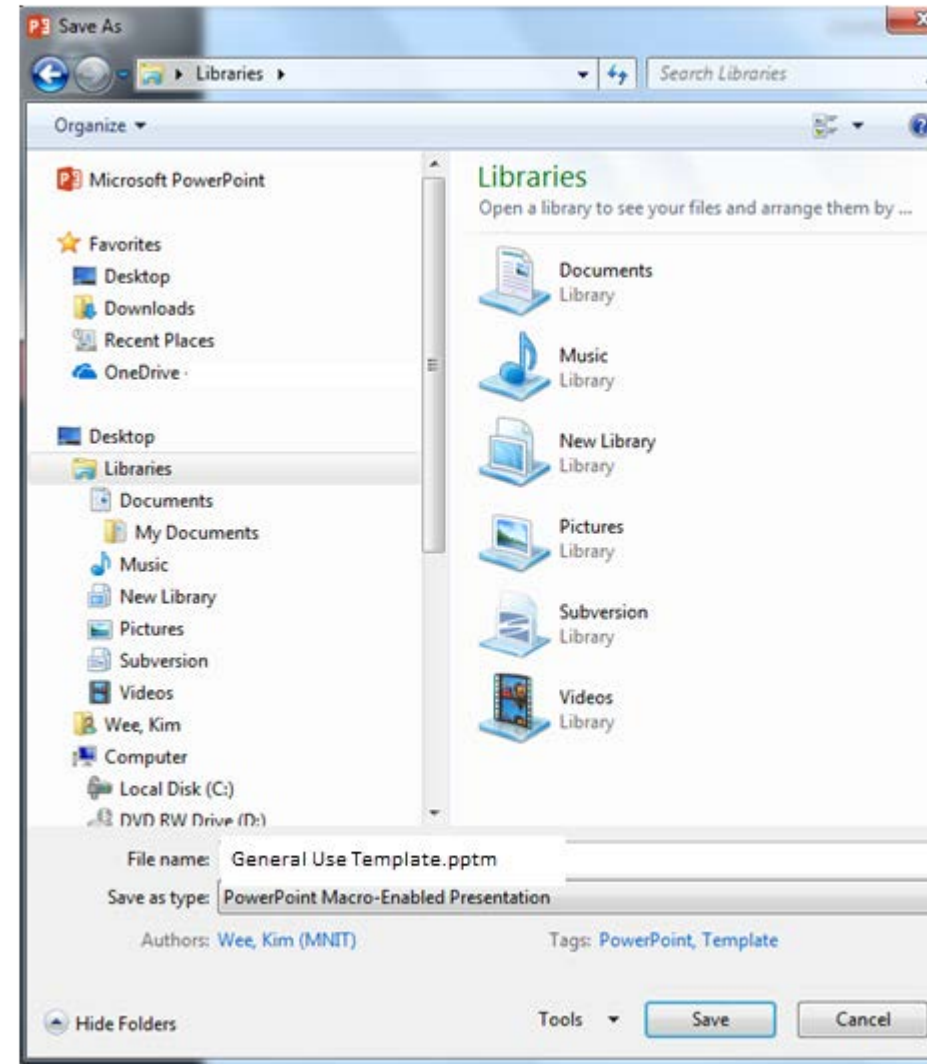 Save As
Libraries
Search Libraries
Organize
Microsoft PowerPoint
Favorites
Desktop
Downloads
Recent Places
OneDrive
Desktop
Libraries
Documents
My Documents
Music
New Library
Pictures
Subversion
Videos
Wee, Kim
Computer
Local Disk (C:)
DVD RW Drive (D:)
Libraries
Open a library to see your files and arrange them by ...
Documents
Library
Music
Library
New Library
Library
Pictures
Library
Subversion
Library
Videos
Library
File name: General Use Template.pptm
Save as type: PowerPoint Macro-Enabled Presentation
Authors: Wee, Kim (MNIT) Tags: PowerPoint, Template
Hide Folders Tools Save Cancel